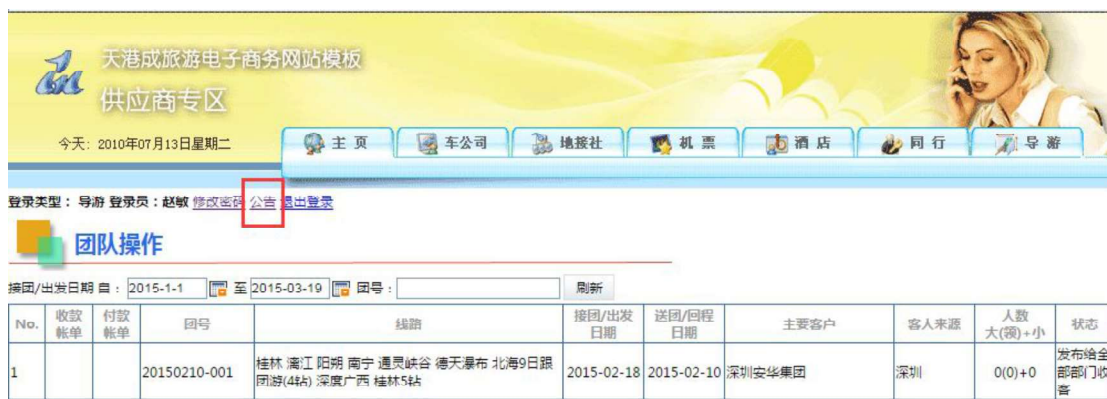 天港成旅游电子商务网站模板
供应商专区
今天: 2010年07月13日星期二
主 页 车公司 地接社 机 票 酒 店 同 行 导 游
登录类型： 导游 登录员：赵敏 修改密码 公告 退出登录
团队操作
接团/出发日期 自： 2015-1-1 至 2015-03-19 团号： 刷新
No. 收款帐单 付款帐单 团号 线路 接团/出发日期 送团/回程日期 主要客户 客人来源 人数大(领)+小 状态
1 20150210-001 桂林 漓江 阳朔 南宁 通灵峡谷 德天瀑布 北海9日跟团游(4钻) 深度广西 桂林5钻 2015-02-18 2015-02-10 深圳安华集团 深圳 0(0)+0 发布给全部部门收客